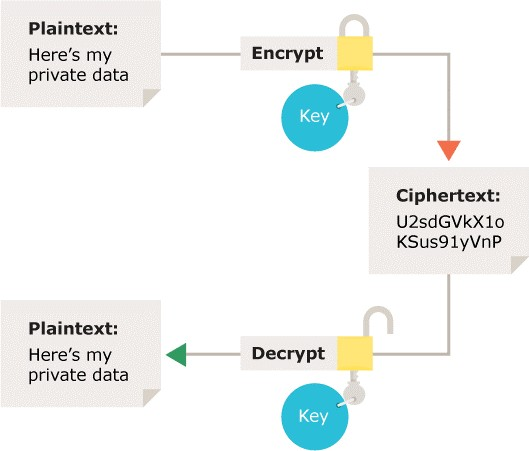 Plaintext:
Here's my
private data
Encrypt
Key
Ciphertext:
U2sdGVkX1o
KSus91yVnP
Plaintext:
Here's my
private data
Decrypt
Key